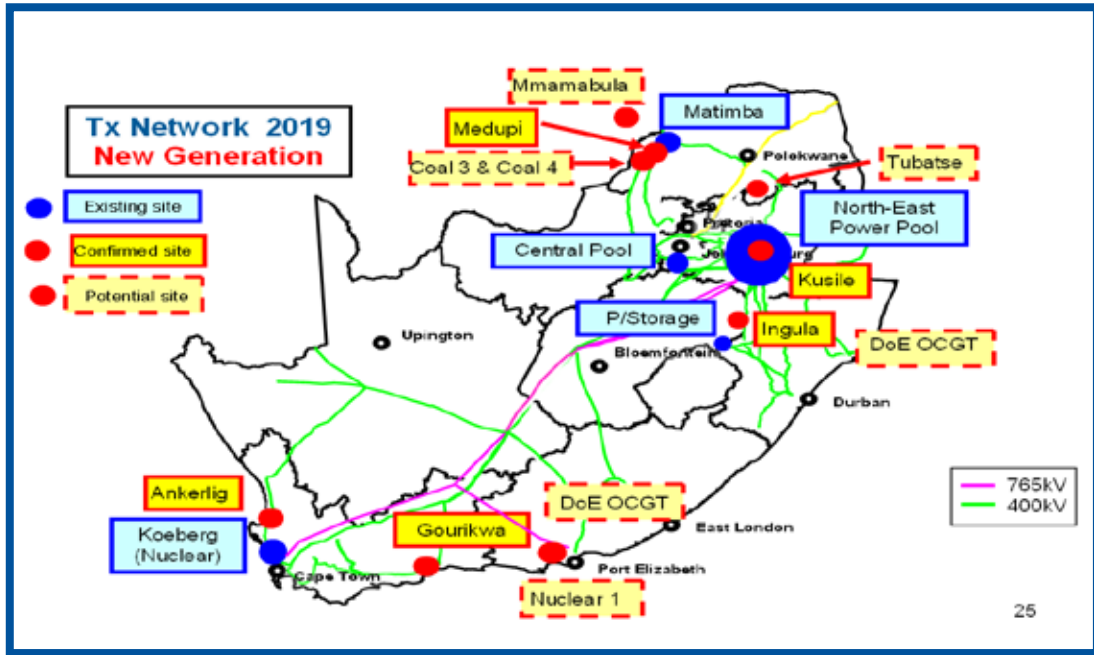 Tx Network 2019
New Generation
Existing site
Confirmed site
Potential site
Mmamabula
Medupi
Matimba
Coal 3 & Coal 4
Polokwane
Tubatse
Pretoria
North-East
Power Pool
Central Pool
Kusile
P/Storage
Ingula
Upington
Bloemfontein
DoE OCGT
Durban
Ankerlig
DoE OCGT
765kV
400kV
Koeberg
(Nuclear)
Gourikwa
East London
Cape Town
Port Elizabeth
Nuclear 1
25